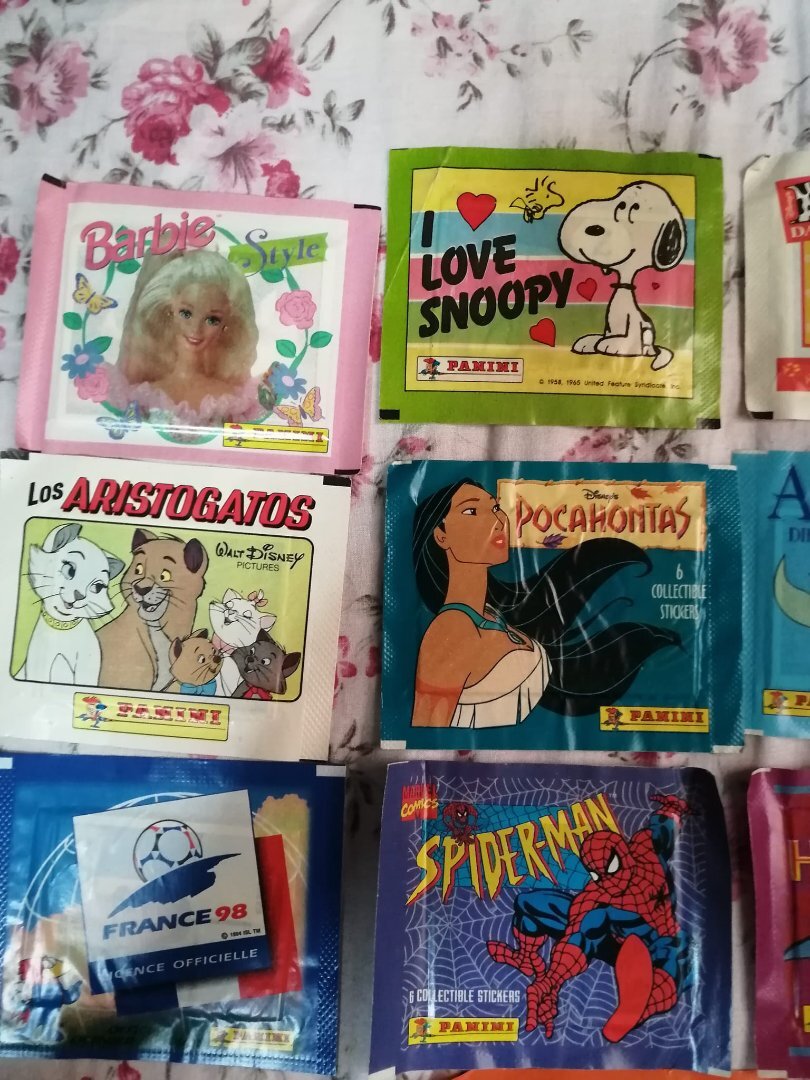 Barbie
Style
PANINI
I
LOVE
SNOOPY
PANINI
© 1958, 1965 United Feature Syndicate, Inc.
Los ARISTOGATOS
WALT DISNEY
PICTURES
PANINI
DISNEY'S
POCAHONTAS
6
COLLECTIBLE
STICKERS
PANINI
FRANCE 98
© 1994 ISL TM
LICENCE OFFICIELLE
PANINI
MARVEL
COMICS
SPIDER-MAN
6 COLLECTIBLE STICKERS
PANINI